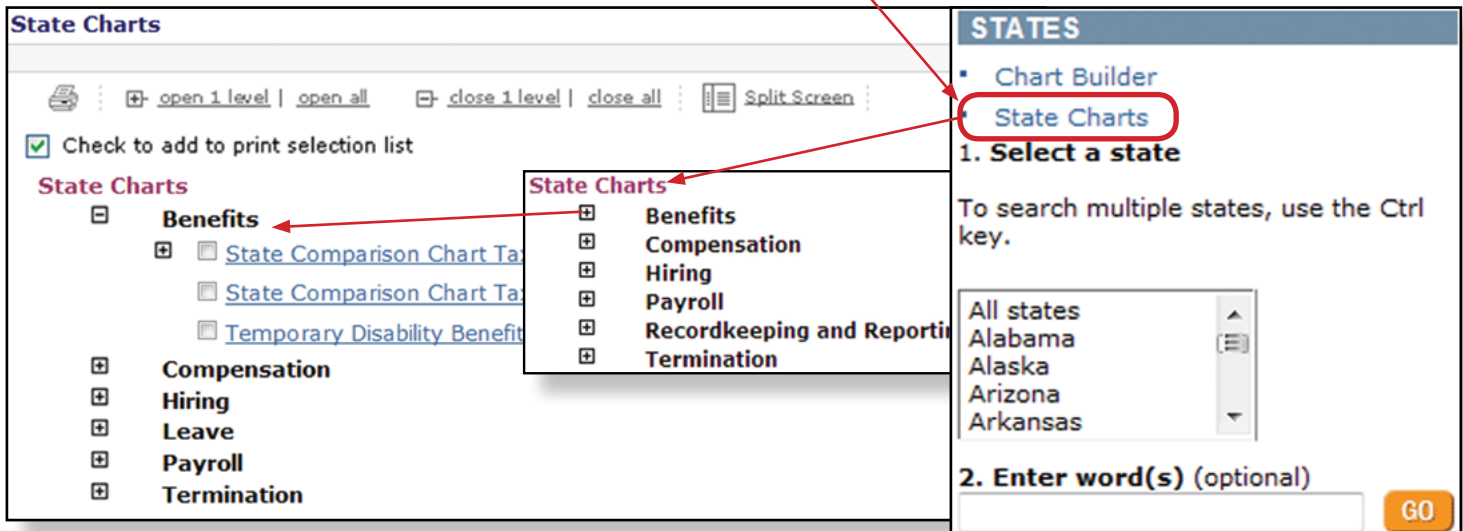 State Charts
open 1 level | open all close 1 level | close all Split Screen
Check to add to print selection list
State Charts
Benefits
State Comparison Chart Ta
State Comparison Chart Ta
Temporary Disability Benefit
Compensation
Hiring
Leave
Payroll
Termination
State Charts
Benefits
Compensation
Hiring
Payroll
Recordkeeping and Reportin
Termination
STATES
Chart Builder
State Charts
1. Select a state
To search multiple states, use the Ctrl
key.
All states
Alabama
Alaska
Arizona
Arkansas
2. Enter word(s) (optional)
GO